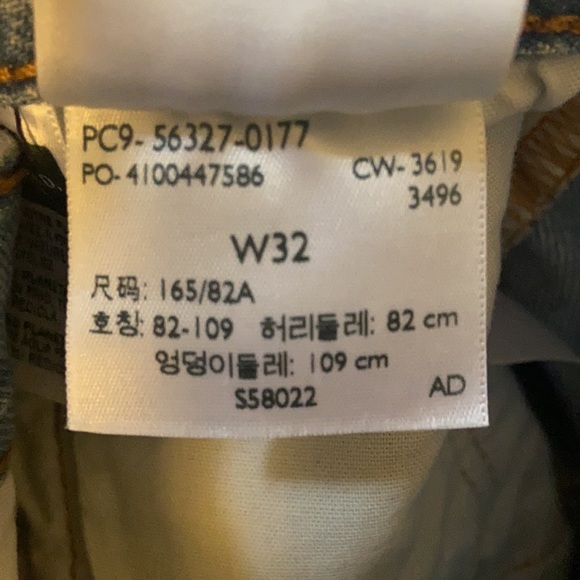 PC9- 56327-0177
PO- 4100447586 CW- 3619
3496
W32
尺码: 165/82A
호칭: 82-109 허리둘레: 82 cm
엉덩이둘레: 109 cm
S58022 AD